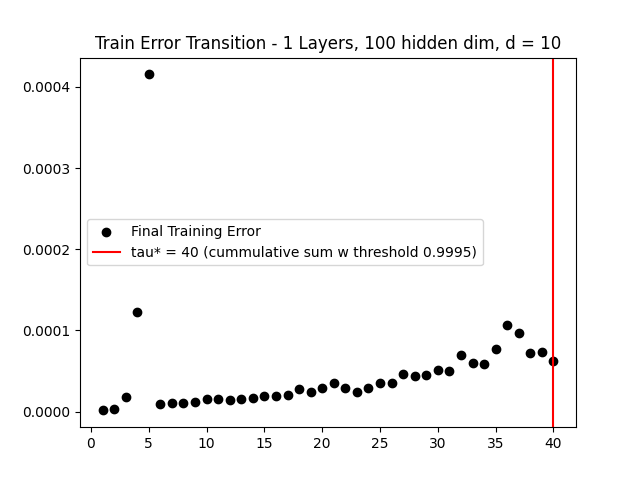 Train Error Transition - 1 Layers, 100 hidden dim, d = 10
0.0004
0.0003
0.0002
0.0001
0.0000
Final Training Error
tau* = 40 (cummulative sum w threshold 0.9995)
0 5 10 15 20 25 30 35 40